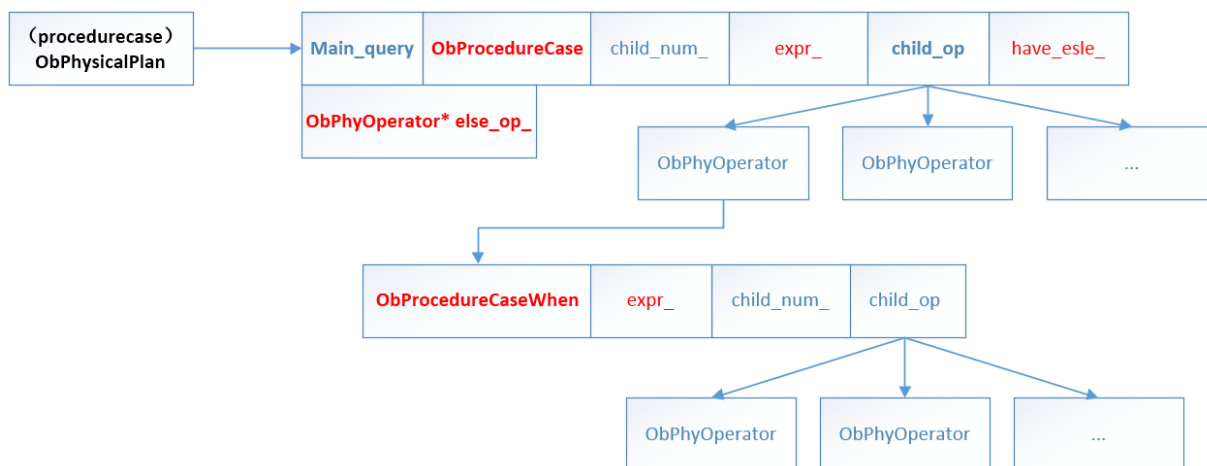 （procedurecase）
ObPhysicalPlan
Main_query
ObProcedureCase
child_num_
expr_
child_op
have_esle_
ObPhyOperator* else_op_
ObPhyOperator
ObPhyOperator
...
ObProcedureCaseWhen
expr_
child_num_
child_op
ObPhyOperator
ObPhyOperator
...